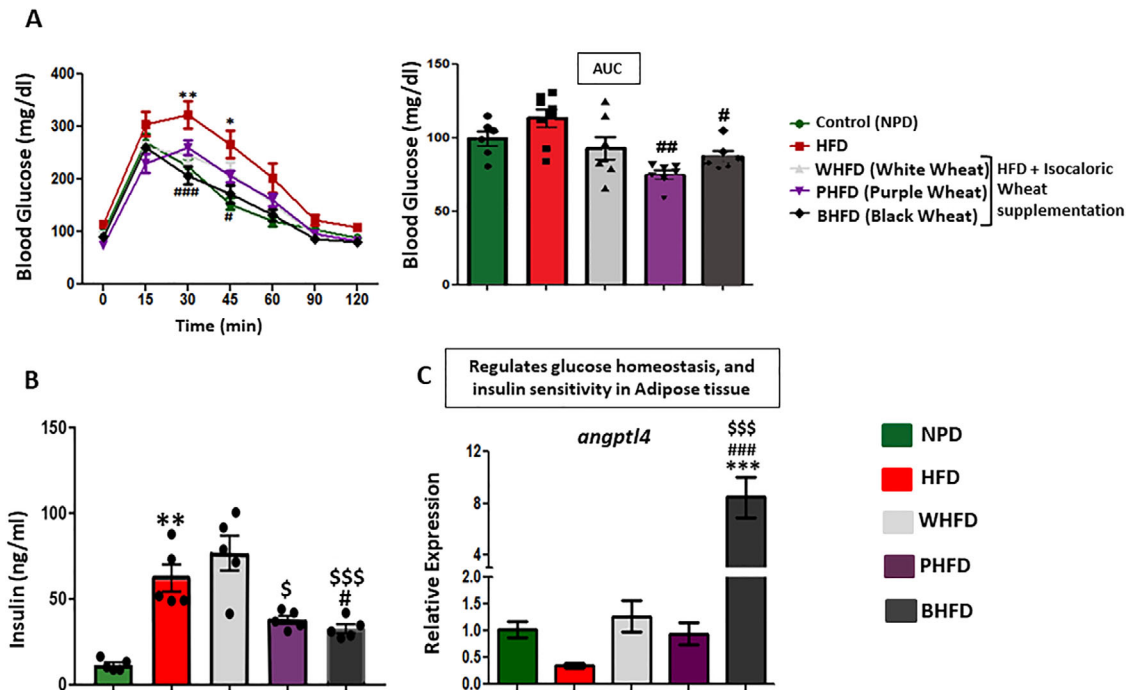 A
Blood Glucose (mg/dl)
400
300
200
100
0
**
*
###
#
0 15 30 45 60 90 120
Time (min)
Blood Glucose (mg/dl)
150
100
50
0
AUC
##
#
Control (NPD)
HFD
WHFD (White Wheat)
PHFD (Purple Wheat)
BHFD (Black Wheat)
HFD + Isocaloric
Wheat
supplementation
B
Insulin (ng/ml)
150
100
50
0
**
$
$$$
#
C
Regulates glucose homeostasis, and
insulin sensitivity in Adipose tissue
angptl4
Relative Expression
12
8
4
2.0
1.5
1.0
0.5
0.0
$$$
###
***
NPD
HFD
WHFD
PHFD
BHFD